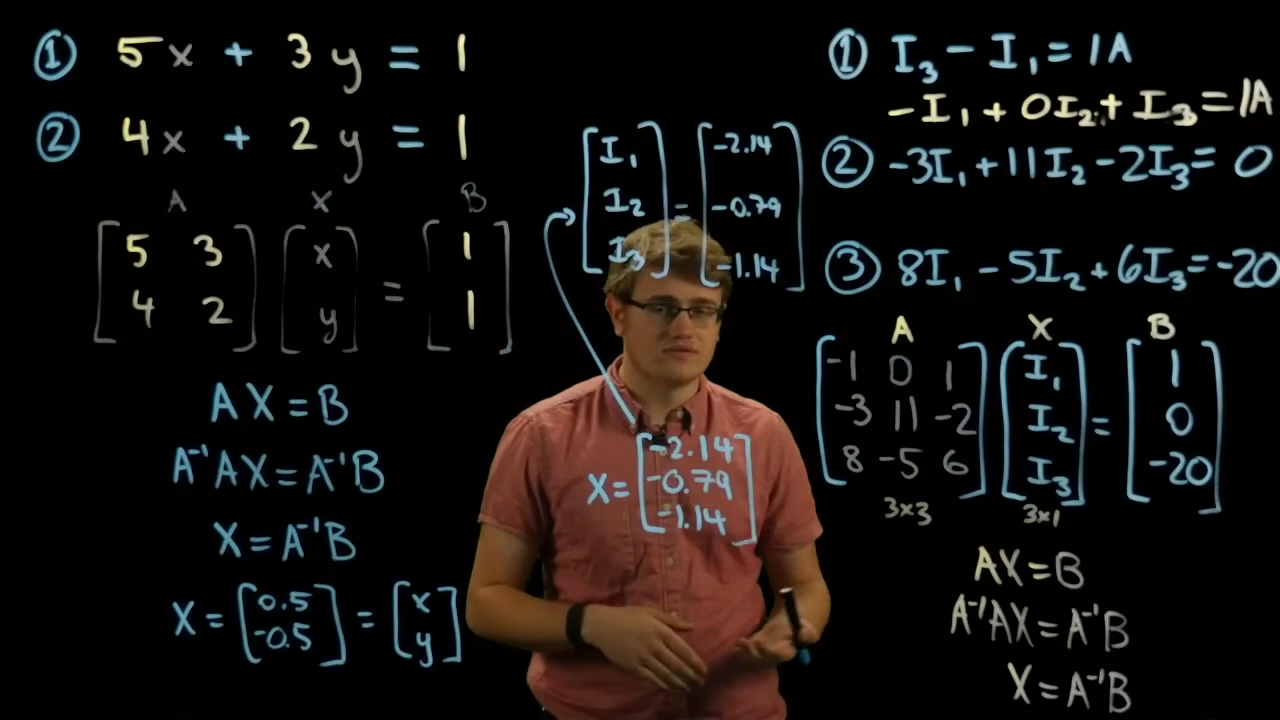 ① 5x + 3y = 1
② 4x + 2y = 1
A X B
[5 3] [x] = [1]
[4 2] [y] [1]
AX = B
A⁻¹AX = A⁻¹B
X = A⁻¹B
X = [0.5] = [x]
[-0.5] [y]
[I₁] [-2.14]
[I₂] = [-0.79]
[I₃] [-1.14]
X = [-2.14]
[-0.79]
[-1.14]
① I₃ - I₁ = 1A
-I₁ + 0I₂ + I₃ = 1A
② -3I₁ + 11I₂ - 2I₃ = 0
③ 8I₁ - 5I₂ + 6I₃ = -20
A X B
[-1 0 1] [I₁] [1]
[-3 11 -2] [I₂] = [0]
[8 -5 6] [I₃] [-20]
3x3 3x1
AX = B
A⁻¹AX = A⁻¹B
X = A⁻¹B